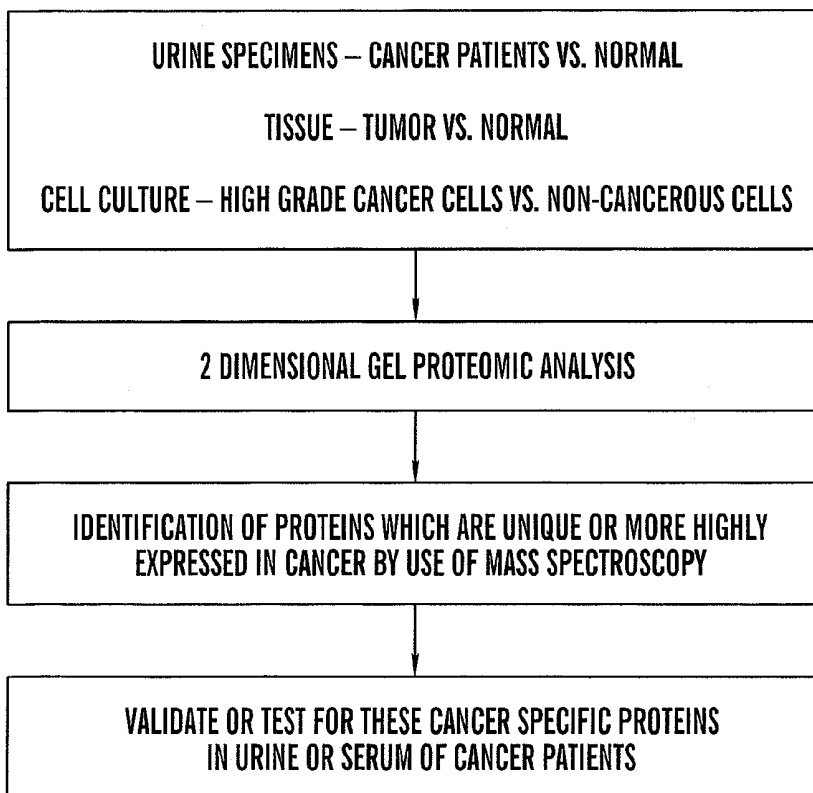 URINE SPECIMENS – CANCER PATIENTS VS. NORMAL
TISSUE – TUMOR VS. NORMAL
CELL CULTURE – HIGH GRADE CANCER CELLS VS. NON-CANCEROUS CELLS
2 DIMENSIONAL GEL PROTEOMIC ANALYSIS
IDENTIFICATION OF PROTEINS WHICH ARE UNIQUE OR MORE HIGHLY
EXPRESSED IN CANCER BY USE OF MASS SPECTROSCOPY
VALIDATE OR TEST FOR THESE CANCER SPECIFIC PROTEINS
IN URINE OR SERUM OF CANCER PATIENTS